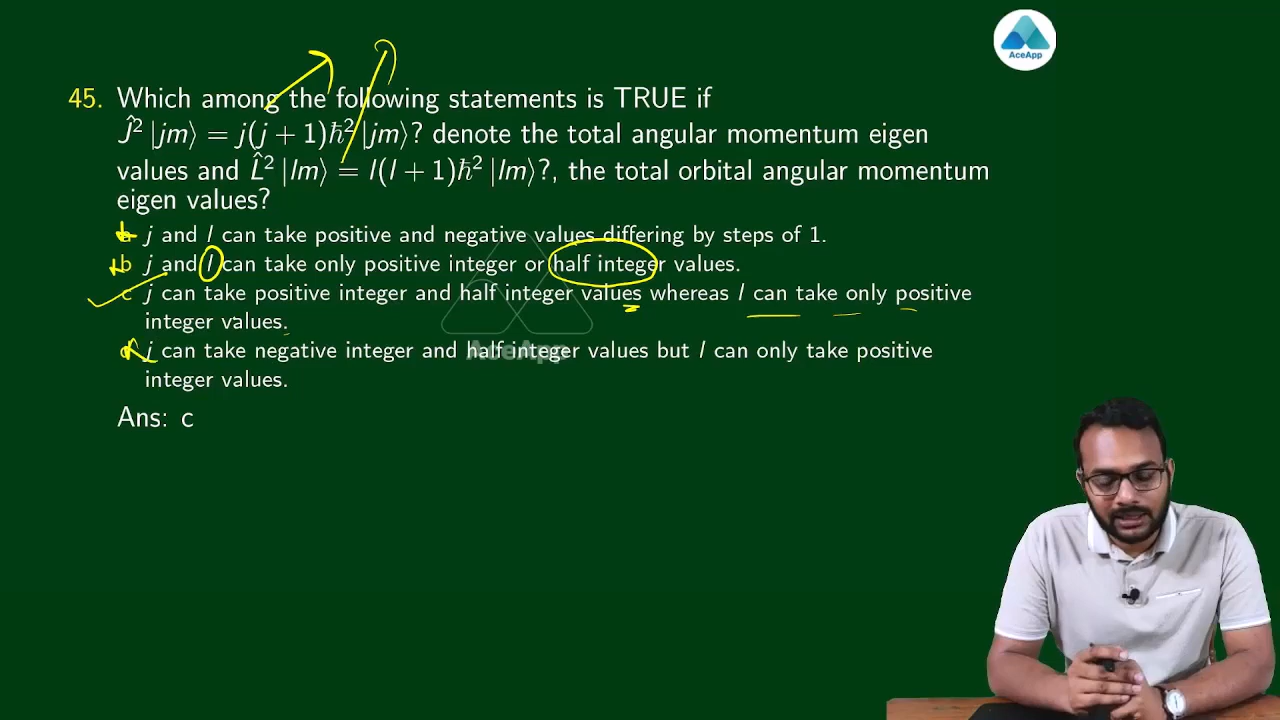 AceApp
45. Which among the following statements is TRUE if
Ĵ² |jm⟩ = j(j + 1)ħ² |jm⟩? denote the total angular momentum eigen
values and L̂² |lm⟩ = l(l + 1)ħ² |lm⟩?, the total orbital angular momentum
eigen values?
a j and l can take positive and negative values differing by steps of 1.
b j and l can take only positive integer or half integer values.
c j can take positive integer and half integer values whereas l can take only positive
integer values.
d j can take negative integer and half integer values but l can only take positive
integer values.
AceApp
Ans: c